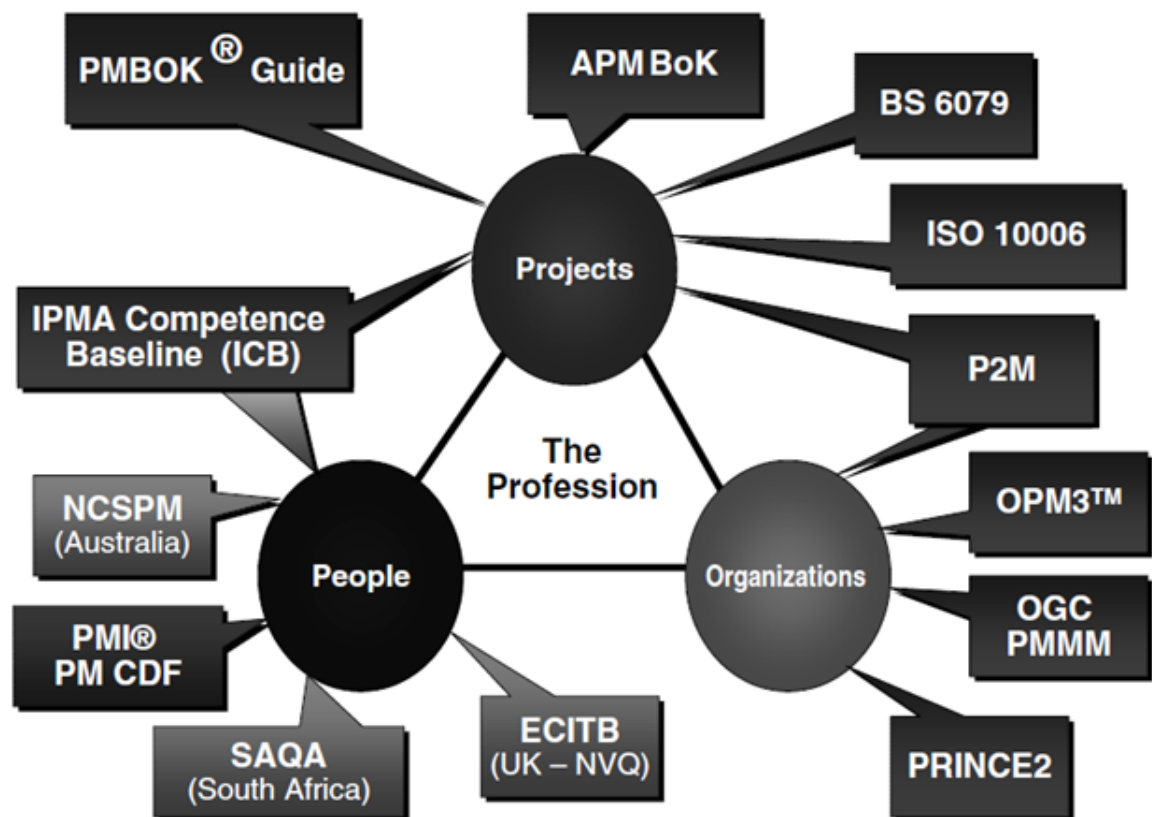 PMBOK ® Guide
APM BoK
BS 6079
ISO 10006
Projects
IPMA Competence
Baseline (ICB)
P2M
The
Profession
NCSPM
(Australia)
OPM3™
People
Organizations
OGC
PMMM
PMI®
PM CDF
ECITB
(UK – NVQ)
SAQA
(South Africa)
PRINCE2